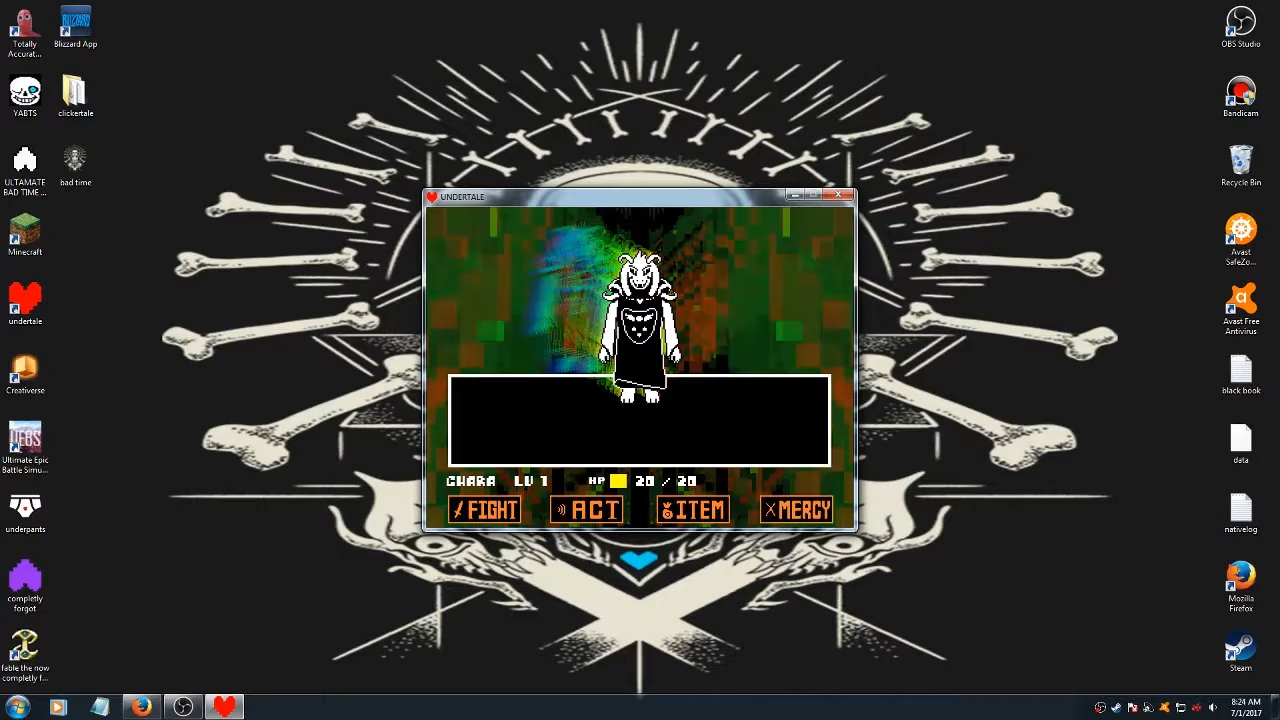 Totally
Accurat...
Blizzard App
YABTS
clickertale
ULTAMATE
BAD TIME ...
bad time
Minecraft
undertale
Creativerse
UEBS
Ultimate Epic
Battle Simu...
underpants
completly
forgot
fable the now
completly f...
UNDERTALE
CHARA LV 1 HP 20 / 20
FIGHT ACT ITEM MERCY
OBS Studio
Bandicam
Recycle Bin
Avast
SafeZo...
Avast Free
Antivirus
black book
data
nativelog
Mozilla
Firefox
Steam
8:24 AM
7/1/2017